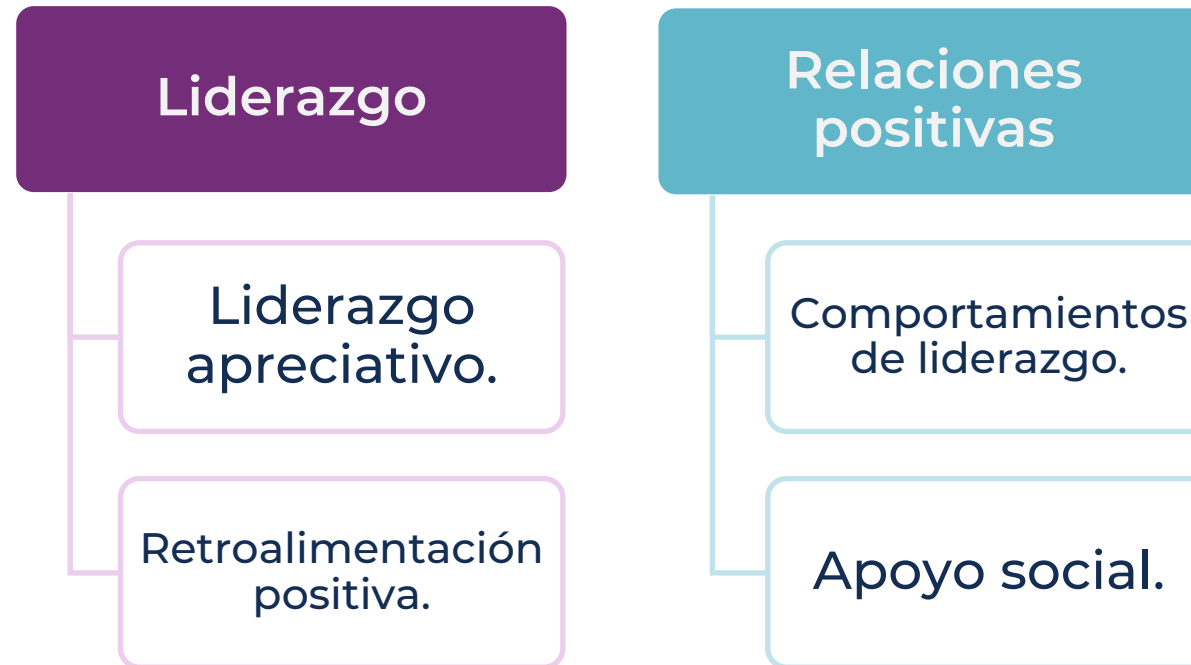 Liderazgo
Liderazgo
apreciativo.
Retroalimentación
positiva.
Relaciones
positivas
Comportamientos
de liderazgo.
Apoyo social.